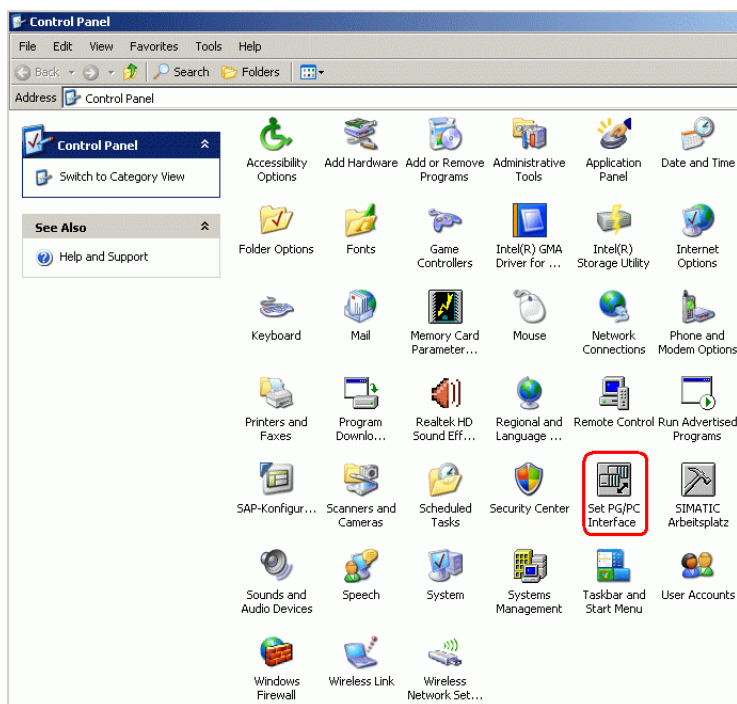 Control Panel
File Edit View Favorites Tools Help
Back Search Folders
Address Control Panel
Control Panel
Switch to Category View
See Also
Help and Support
Accessibility Options
Add Hardware
Add or Remove Programs
Administrative Tools
Application Panel
Date and Time
Folder Options
Fonts
Game Controllers
Intel(R) GMA Driver for ...
Intel(R) Storage Utility
Internet Options
Keyboard
Mail
Memory Card Parameter...
Mouse
Network Connections
Phone and Modem Options
Printers and Faxes
Program Downlo...
Realtek HD Sound Eff...
Regional and Language ...
Remote Control
Run Advertised Programs
SAP-Konfigur...
Scanners and Cameras
Scheduled Tasks
Security Center
Set PG/PC Interface
SIMATIC Arbeitsplatz
Sounds and Audio Devices
Speech
System
Systems Management
Taskbar and Start Menu
User Accounts
Windows Firewall
Wireless Link
Wireless Network Set...